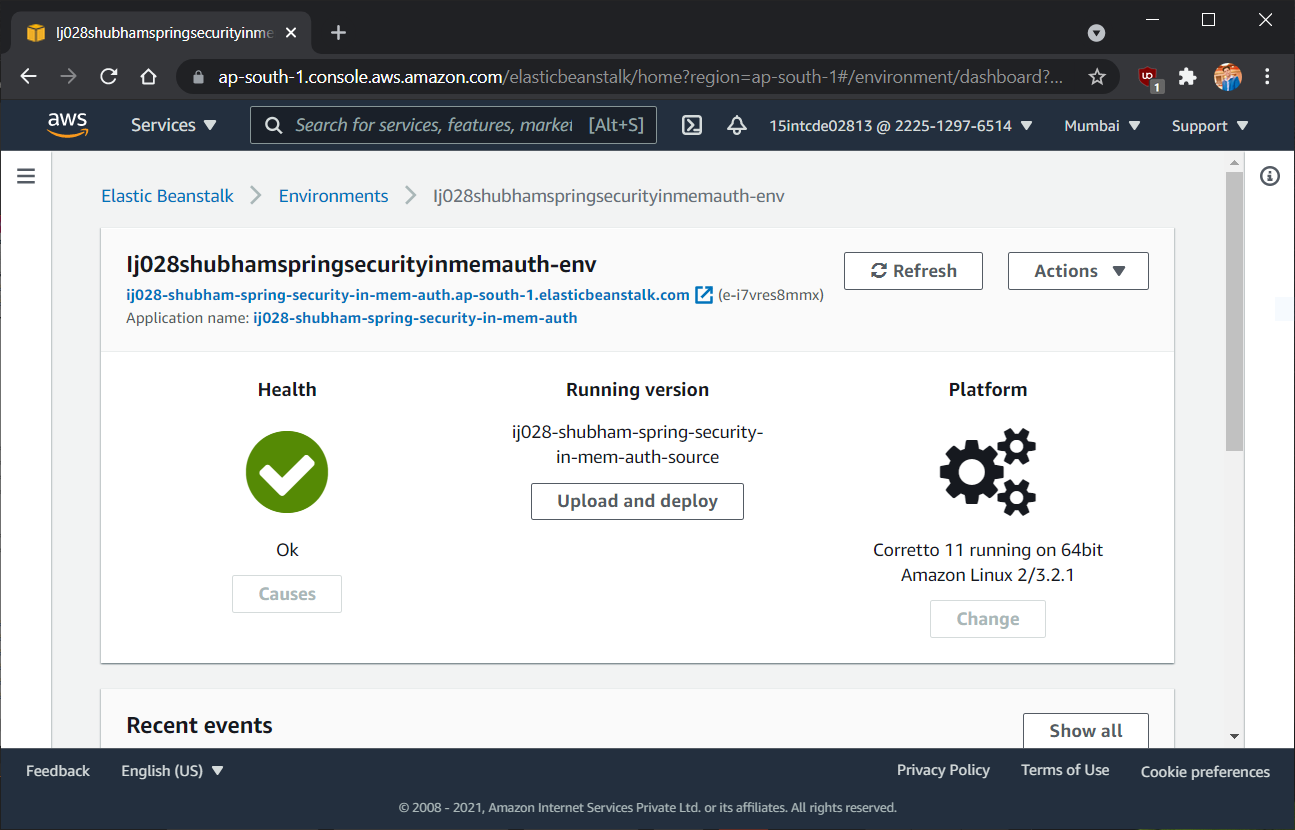 Ij028shubhamspringsecurityinme
ap-south-1.console.aws.amazon.com/elasticbeanstalk/home?region=ap-south-1#/environment/dashboard?...
UD
1
aws
Services
Search for services, features, market
[Alt+S]
15intcde02813 @ 2225-1297-6514
Mumbai
Support
Elastic Beanstalk
Environments
Ij028shubhamspringsecurityinmemauth-env
Ij028shubhamspringsecurityinmemauth-env
Refresh
Actions
ij028-shubham-spring-security-in-mem-auth.ap-south-1.elasticbeanstalk.com (e-i7vres8mmx)
Application name: ij028-shubham-spring-security-in-mem-auth
Health
Ok
Causes
Running version
ij028-shubham-spring-security-
in-mem-auth-source
Upload and deploy
Platform
Corretto 11 running on 64bit
Amazon Linux 2/3.2.1
Change
Recent events
Show all
Feedback
English (US)
Privacy Policy
Terms of Use
Cookie preferences
© 2008 - 2021, Amazon Internet Services Private Ltd. or its affiliates. All rights reserved.